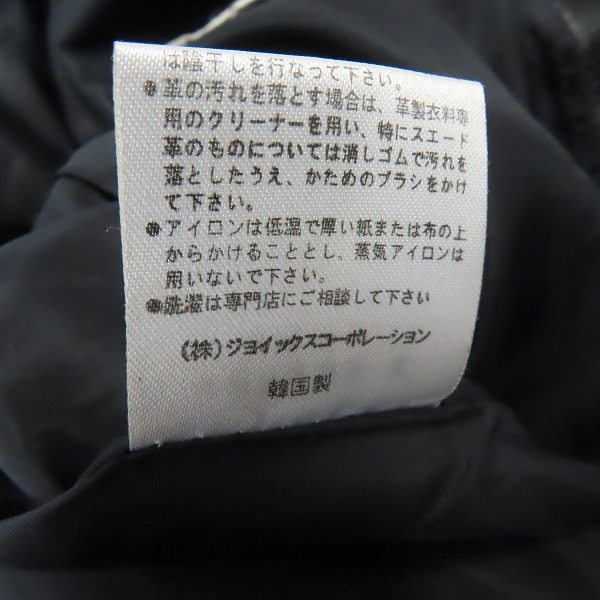 は陰干しを行なって下さい。
●革の汚れを落とす場合は、革製衣料専
用のクリーナーを用い、特にスエード
革のものについては消しゴムで汚れを
落としたうえ、かためのブラシをかけ
て下さい。
●アイロンは低温で厚い紙または布の上
からかけることとし、蒸気アイロンは
用いないで下さい。
●洗濯は専門店にご相談して下さい
（株）ジョイックスコーポレーション
韓国製